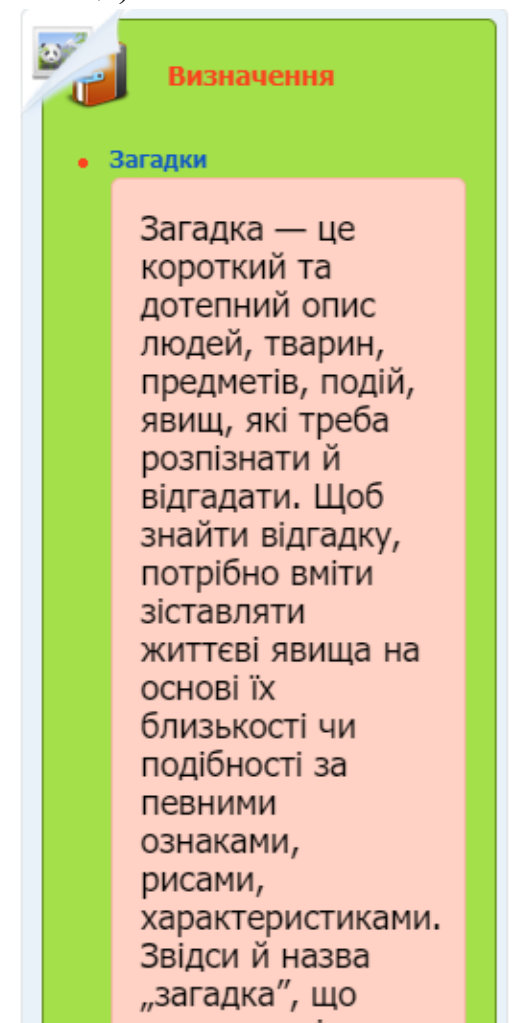 Визначення
Загадки
Загадка — це
короткий та
дотепний опис
людей, тварин,
предметів, подій,
явищ, які треба
розпізнати й
відгадати. Щоб
знайти відгадку,
потрібно вміти
зіставляти
життєві явища на
основі їх
близькості чи
подібності за
певними
ознаками,
рисами,
характеристиками.
Звідси й назва
„загадка”, що